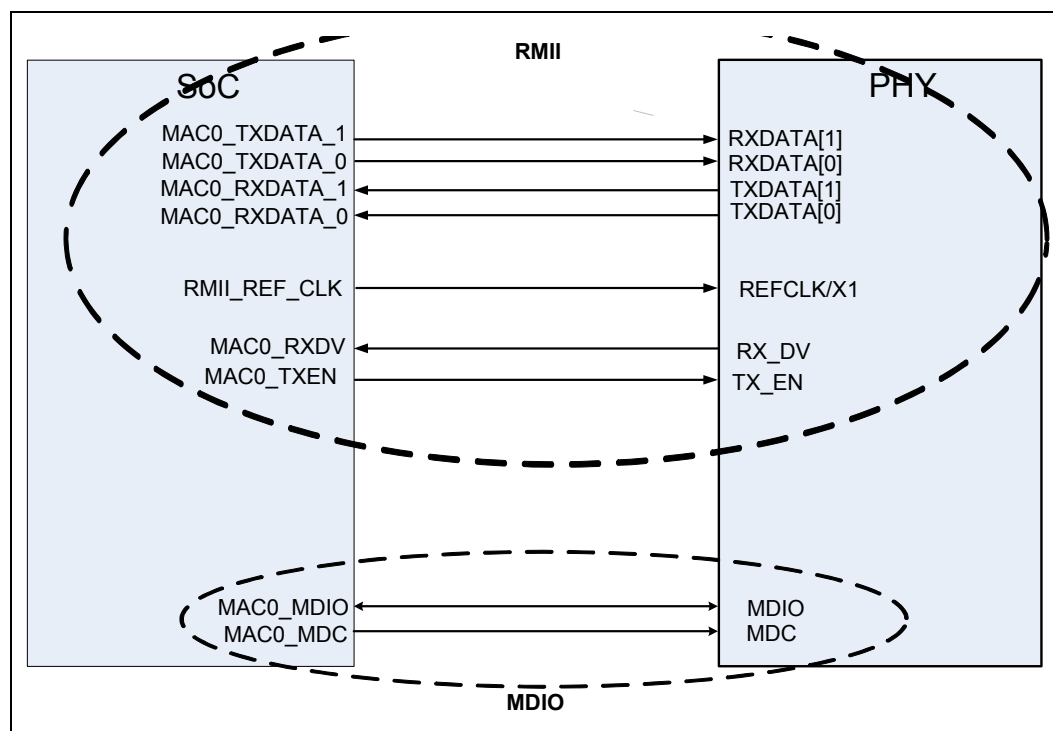 RMII
SoC
PHY
MAC0_TXDATA_1
RXDATA[1]
MAC0_TXDATA_0
RXDATA[0]
MAC0_RXDATA_1
TXDATA[1]
MAC0_RXDATA_0
TXDATA[0]
RMII_REF_CLK
REFCLK/X1
MAC0_RXDV
RX_DV
MAC0_TXEN
TX_EN
MAC0_MDIO
MDIO
MAC0_MDC
MDC
MDIO